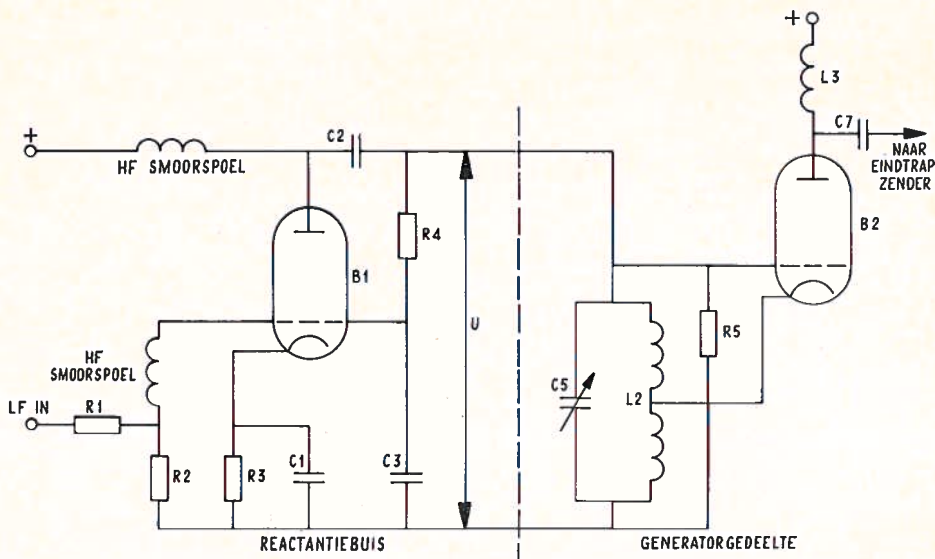 +
L3
C7
NAAR
EINDTRAP
ZENDER
+
C2
HF SMOORSPOEL
R4
B1
B2
U
R5
HF
SMOORSPOEL
C5
L2
LF IN
R1
R2
R3
C1
C3
REACTANTIEBUIS
GENERATORGEDEELTE